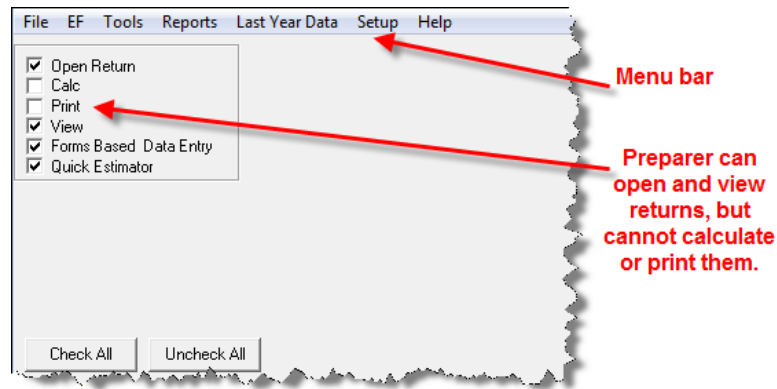 File EF Tools Reports Last Year Data Setup Help
Open Return
Calc
Print
View
Forms Based Data Entry
Quick Estimator
Check All Uncheck All
Menu bar
Preparer can
open and view
returns, but
cannot calculate
or print them.